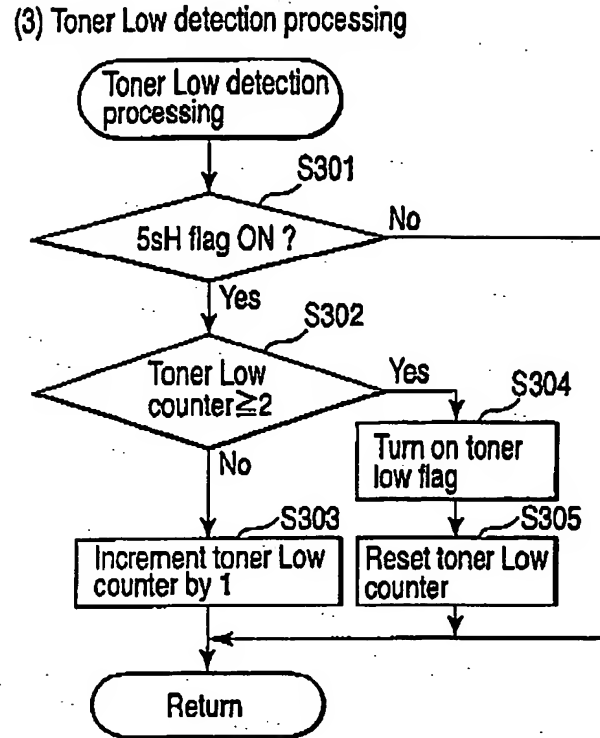 (3) Toner Low detection processing
Toner Low detection
processing
S301
5sH flag ON ?
No
Yes
S302
Toner Low
counter≧2
Yes
S304
No
Turn on toner
low flag
S303
S305
Increment toner Low
counter by 1
Reset toner Low
counter
Return